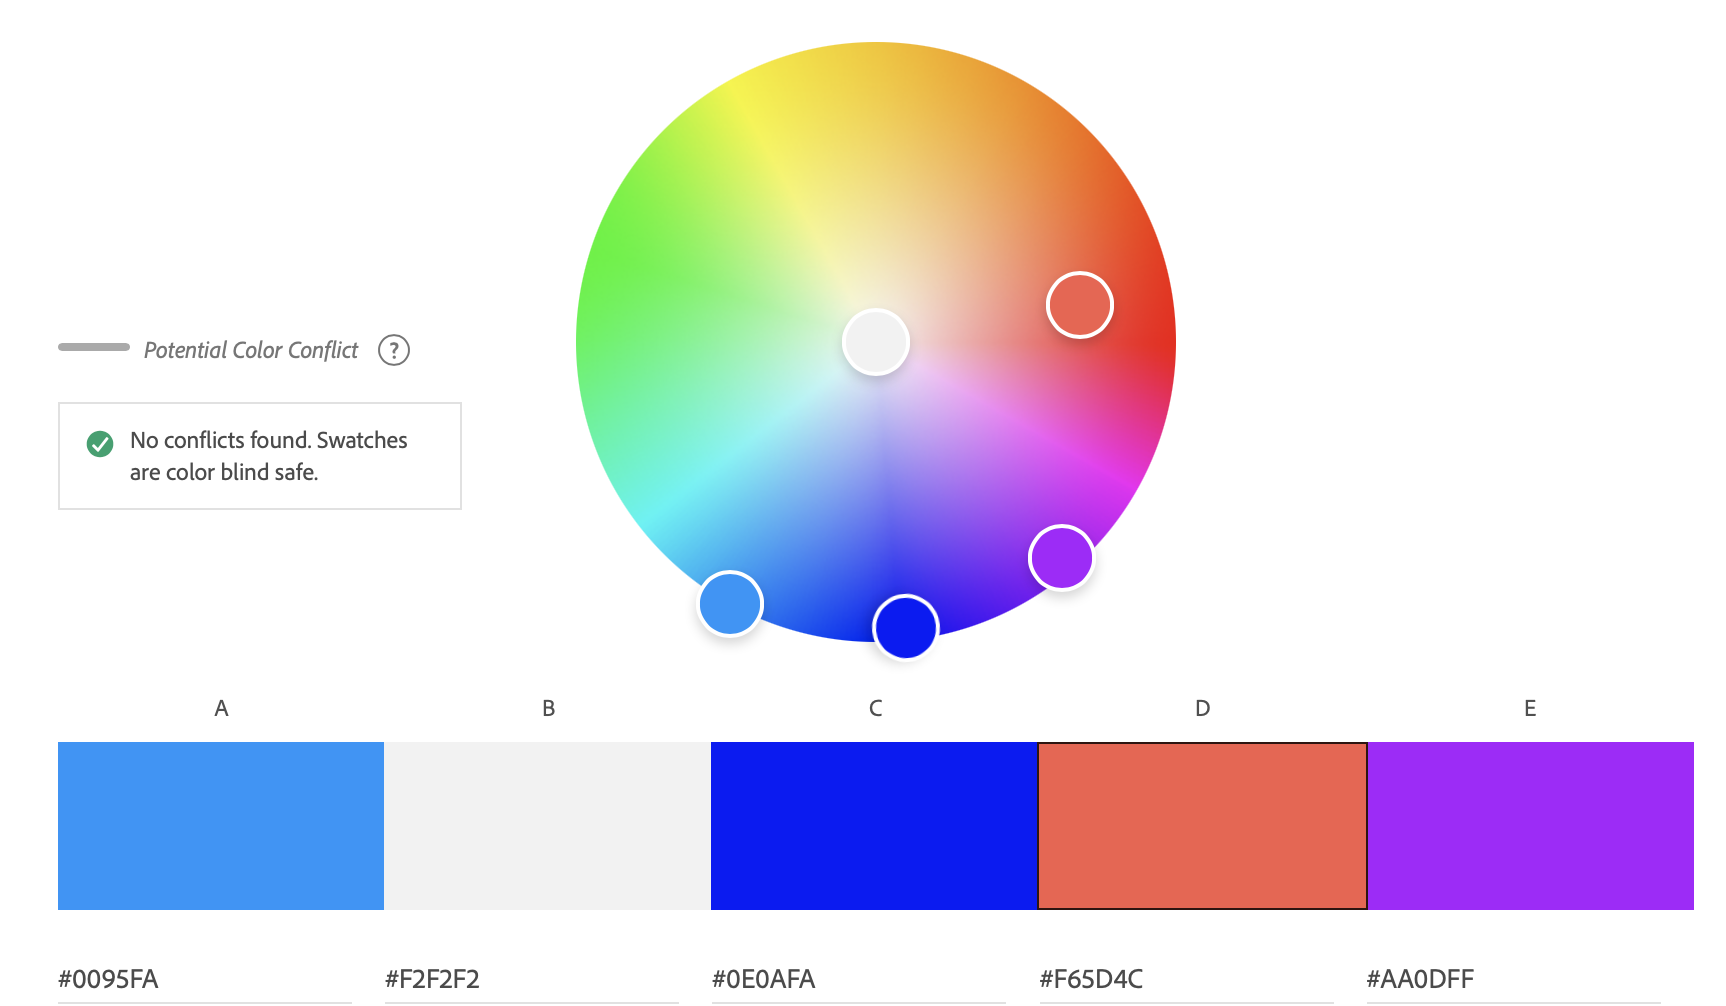 Potential Color Conflict ?
No conflicts found. Swatches
are color blind safe.
A B C D E
#0095FA #F2F2F2 #0E0AFA #F65D4C #AA0DFF